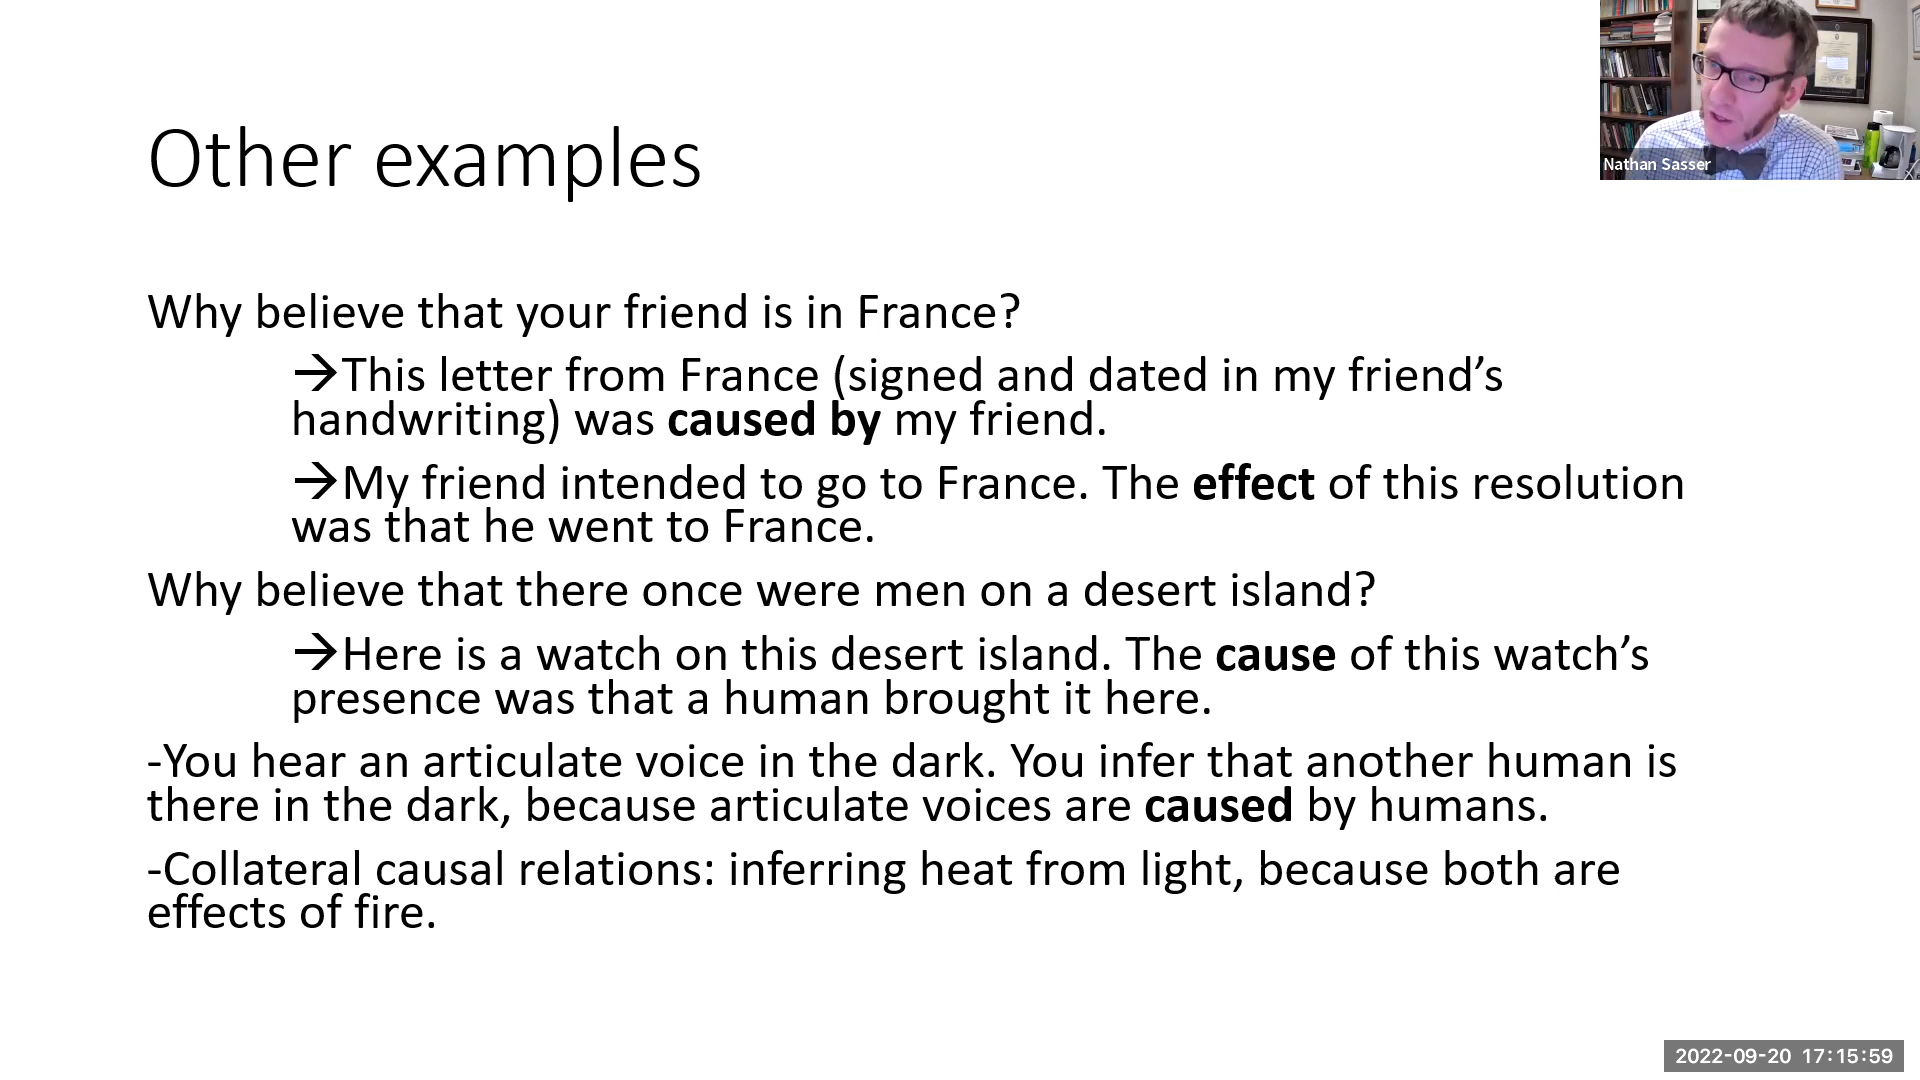 Nathan Sasser
Other examples
Why believe that your friend is in France?
→This letter from France (signed and dated in my friend’s
handwriting) was caused by my friend.
→My friend intended to go to France. The effect of this resolution
was that he went to France.
Why believe that there once were men on a desert island?
→Here is a watch on this desert island. The cause of this watch’s
presence was that a human brought it here.
-You hear an articulate voice in the dark. You infer that another human is
there in the dark, because articulate voices are caused by humans.
-Collateral causal relations: inferring heat from light, because both are
effects of fire.
2022-09-20 17:15:59